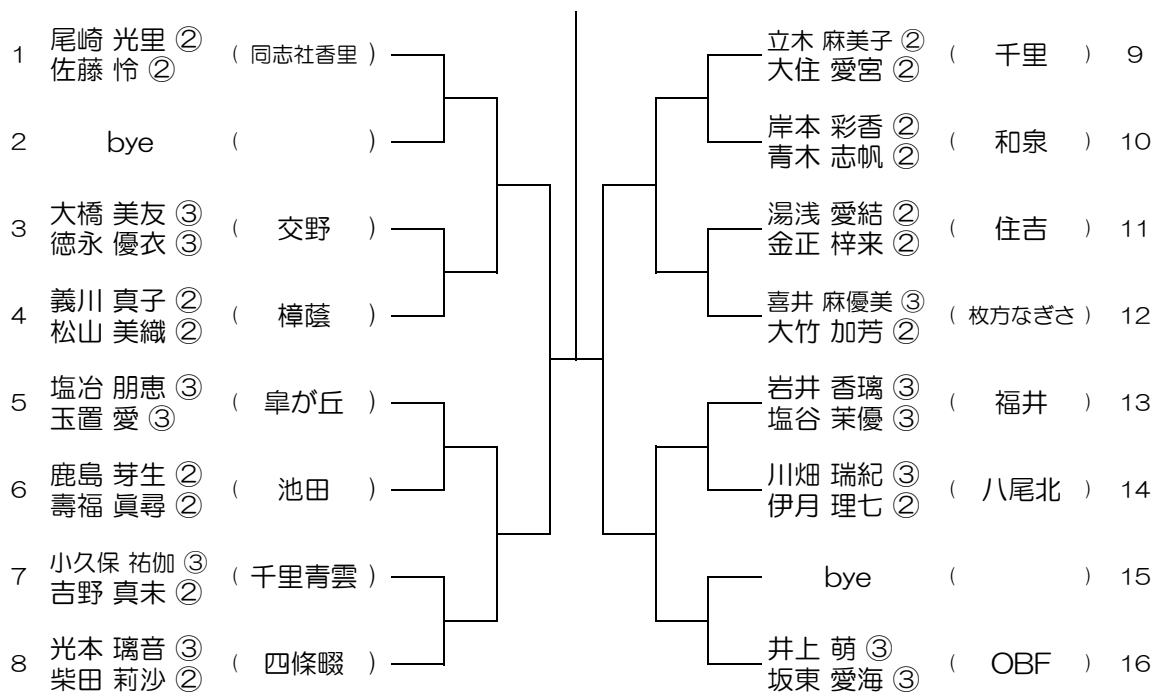 1 尾崎 光里 ② ( 同志社香里 )
佐藤 怜 ②
2 bye ( )
3 大橋 美友 ③ ( 交野 )
徳永 優衣 ③
4 義川 真子 ② ( 樟蔭 )
松山 美織 ②
5 塩冶 朋恵 ③ ( 皐が丘 )
玉置 愛 ③
6 鹿島 芽生 ② ( 池田 )
壽福 眞尋 ②
7 小久保 祐伽 ③ ( 千里青雲 )
吉野 真未 ②
8 光本 璃音 ③ ( 四條畷 )
柴田 莉沙 ②
立木 麻美子 ② ( 千里 ) 9
大住 愛宮 ②
岸本 彩香 ② ( 和泉 ) 10
青木 志帆 ②
湯浅 愛結 ② ( 住吉 ) 11
金正 梓来 ②
喜井 麻優美 ③ ( 枚方なぎさ ) 12
大竹 加芳 ②
岩井 香璃 ③ ( 福井 ) 13
塩谷 茉優 ③
川畑 瑞紀 ③ ( 八尾北 ) 14
伊月 理七 ②
bye ( ) 15
井上 萌 ③ ( OBF ) 16
坂東 愛海 ③